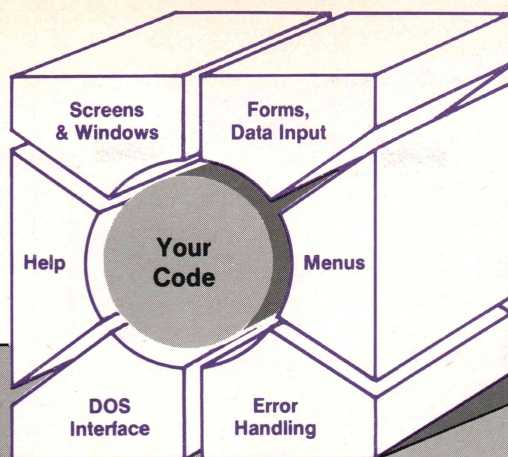 Screens
& Windows
Forms,
Data Input
Help
Your
Code
Menus
DOS
Interface
Error
Handling